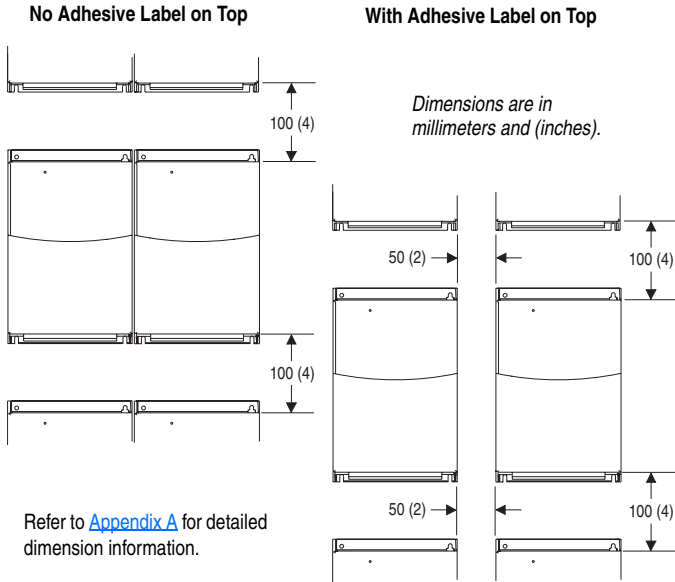 No Adhesive Label on Top
With Adhesive Label on Top
100 (4)
Dimensions are in
millimeters and (inches).
50 (2)
100 (4)
100 (4)
50 (2)
100 (4)
Refer to Appendix A for detailed
dimension information.